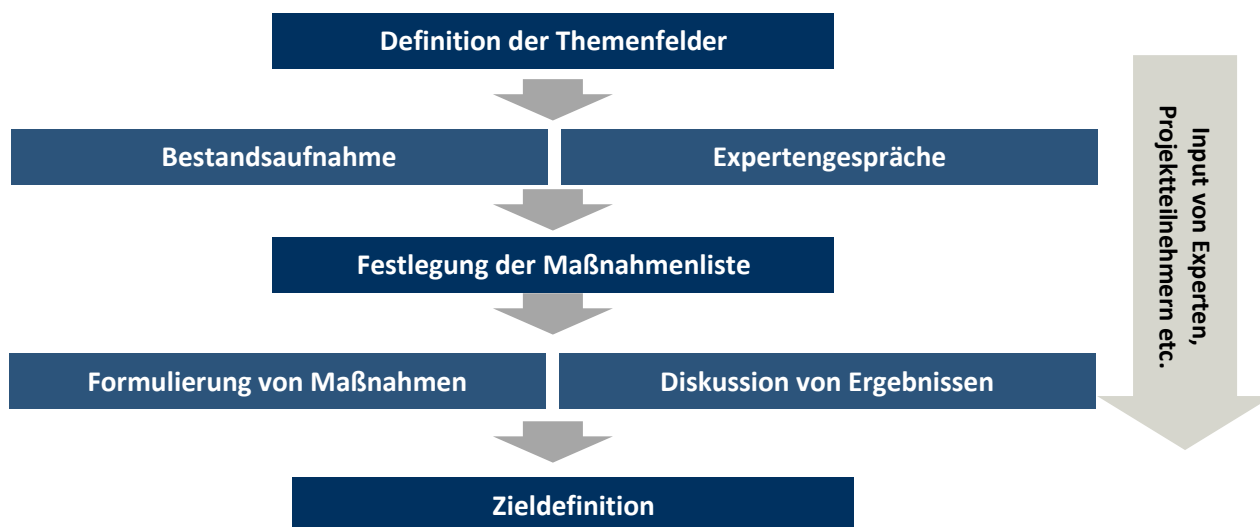 Definition der Themenfelder
Bestandsaufnahme
Expertengespräche
Festlegung der Maßnahmenliste
Formulierung von Maßnahmen
Diskussion von Ergebnissen
Zieldefinition
Input von Experten,
Projektteilnehmern etc.